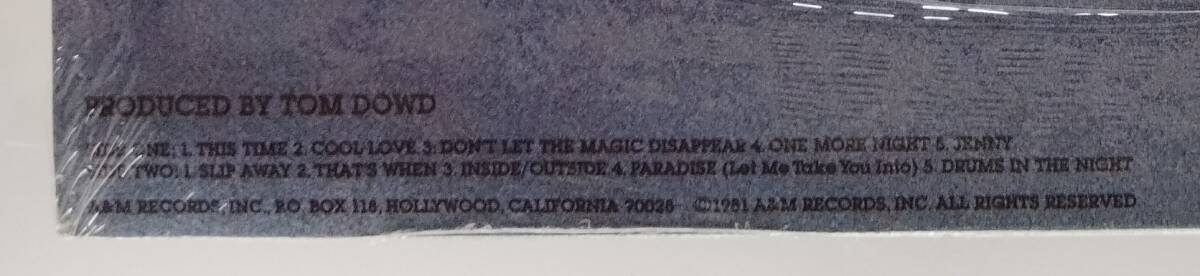 PRODUCED BY TOM DOWD
SIDE ONE: 1. THIS TIME 2. COOL LOVE 3. DON'T LET THE MAGIC DISAPPEAR 4. ONE MORE NIGHT 5. JENNY
SIDE TWO: 1. SLIP AWAY 2. THAT'S WHEN 3. INSIDE/OUTSIDE 4. PARADISE (Let Me Take You Into) 5. DRUMS IN THE NIGHT
A&M RECORDS, INC., P.O. BOX 118, HOLLYWOOD, CALIFORNIA 90028 ©1981 A&M RECORDS, INC. ALL RIGHTS RESERVED